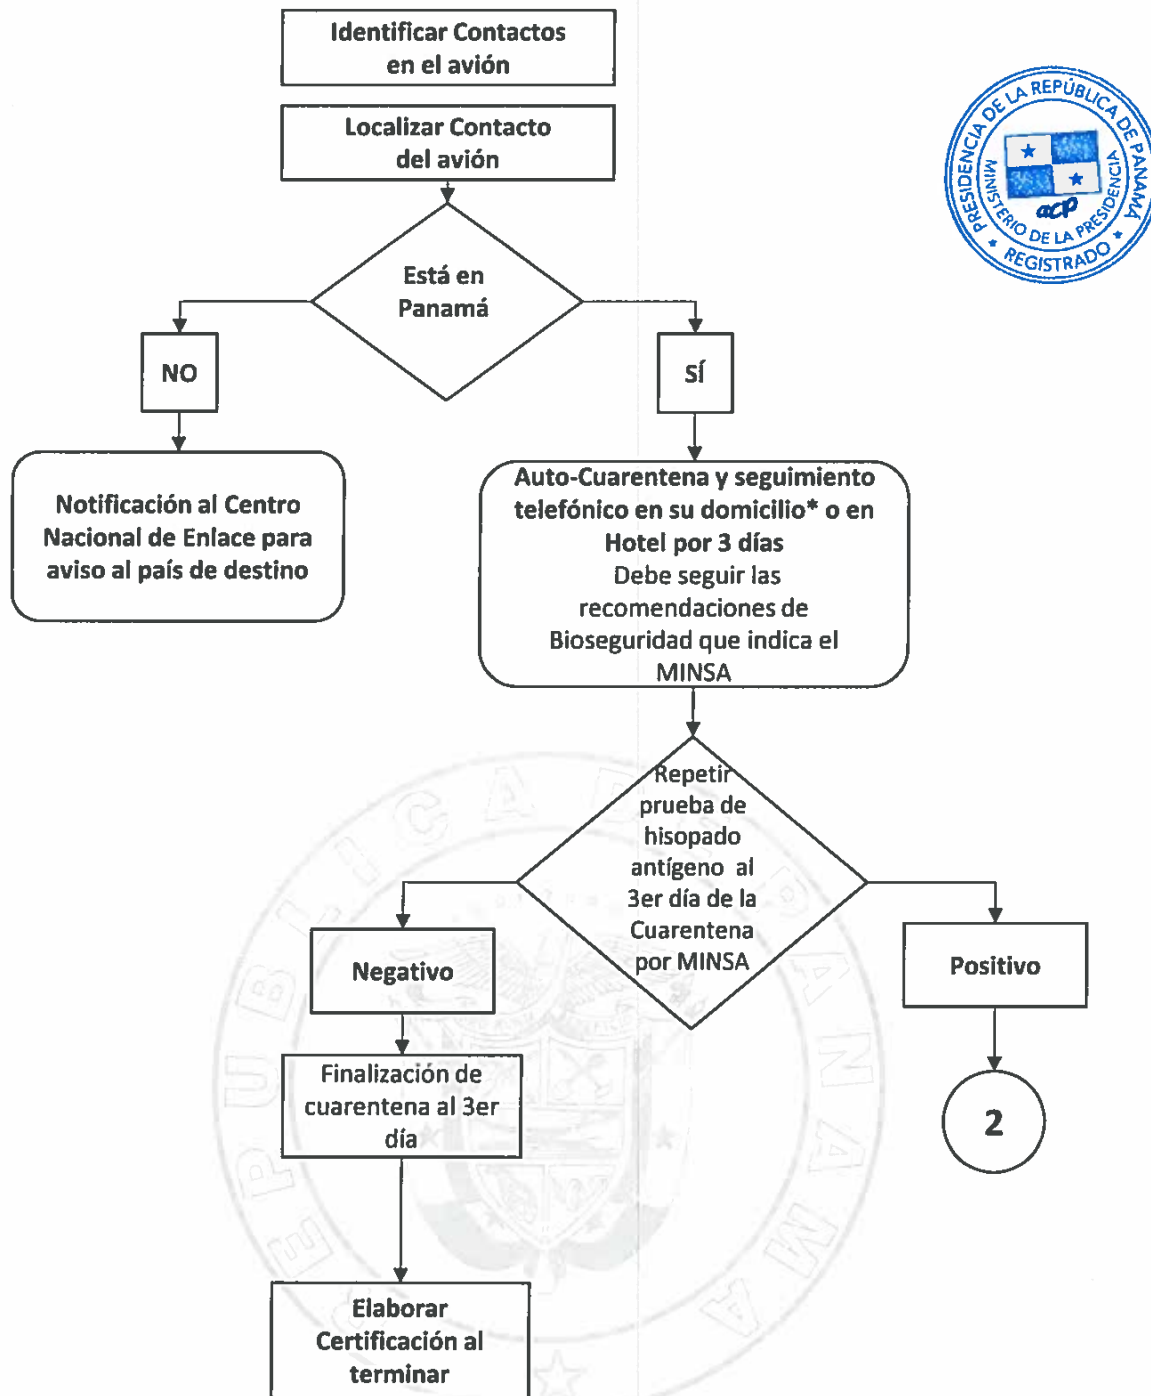 Identificar Contactos
en el avión
Localizar Contacto
del avión
PRESIDENCIA DE LA REPÚBLICA DE PANAMÁ
MINISTERIO DE LA PRESIDENCIA
acp
* REGISTRADO *
Está en
Panamá
NO
SÍ
Notificación al Centro
Nacional de Enlace para
aviso al país de destino
Auto-Cuarentena y seguimiento
telefónico en su domicilio* o en
Hotel por 3 días
Debe seguir las
recomendaciones de
Bioseguridad que indica el
MINSA
Repetir
prueba de
hisopado
antígeno al
3er día de la
Cuarentena
por MINSA
Negativo
Positivo
Finalización de
cuarentena al 3er
día
2
Elaborar
Certificación al
terminar
REPUBLICA DE PANAMA